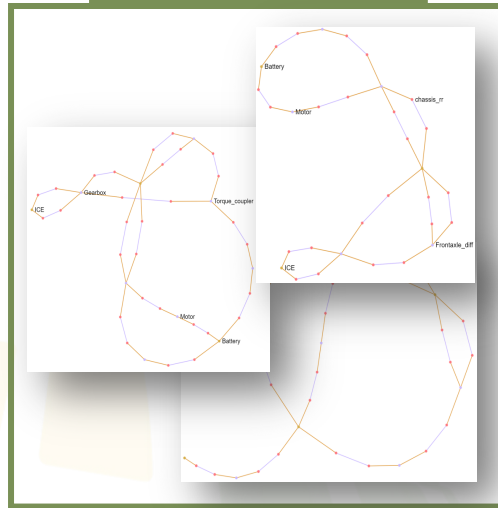 Battery
Motor
chassis_rr
Frontaxle_diff
ICE
Gearbox
ICE
Torque_coupler
Motor
Battery